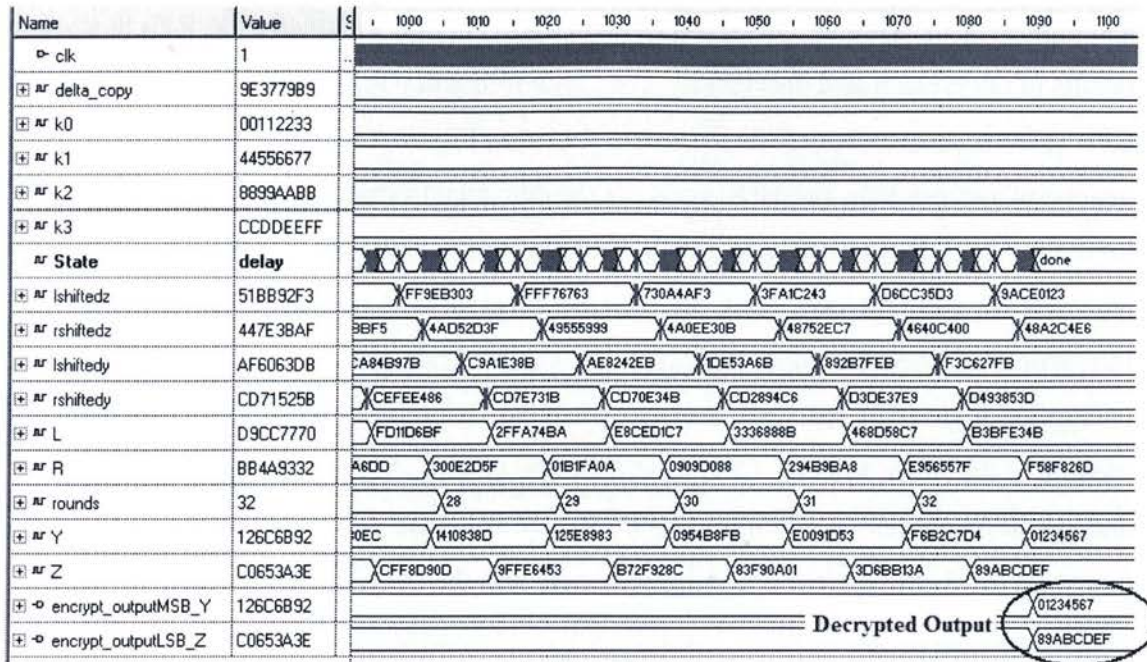 Name Value S 1000 1010 1020 1030 1040 1050 1060 1070 1080 1090 1100
clk 1
delta_copy 9E3779B9
k0 00112233
k1 44556677
k2 8899AABB
k3 CCDDEEFF
State delay done
lshiftedz 51BB92F3 FF9EB303 FFF76763 730A4AF3 3FA1C243 D6CC35D3 9ACE0123
rshiftedz 447E3BAF BBF5 4AD52D3F 49555999 4A0EE30B 48752EC7 4640C400 48A2C4E6
lshiftedy AF6063DB CA84B97B C9A1E38B AE8242EB 1DE53A6B 892B7FEB F3C627FB
rshiftedy CD71525B CEFEE486 CD7E731B CD70E34B CD2894C6 D3DE37E9 D493853D
L D9CC7770 FD11D6BF 2FFA74BA E8CED1C7 3336888B 468D58C7 B3BFE34B
R BB4A9332 A6DD 300E2D5F 01B1FA0A 0909D088 294B9BA8 E956557F F58F826D
rounds 32 28 29 30 31 32
Y 126C6B92 0EC 1410838D 125E8983 0954B8FB E0091D53 F6B2C7D4 01234567
Z C0653A3E CFF8D90D 9FFE6453 B72F928C 83F90A01 3D6BB13A 89ABCDEF
encrypt_outputMSB_Y 126C6B92 01234567
Decrypted Output
encrypt_outputLSB_Z C0653A3E 89ABCDEF